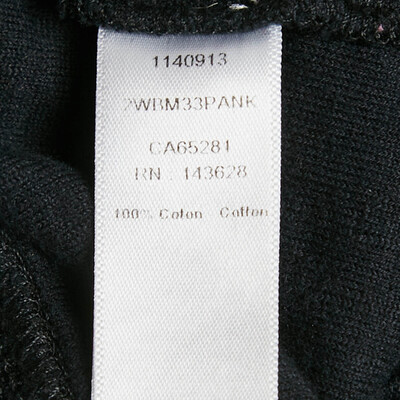 1140913
2WBM33PANK
CA65281
RN : 143628
100% Coton Cotton